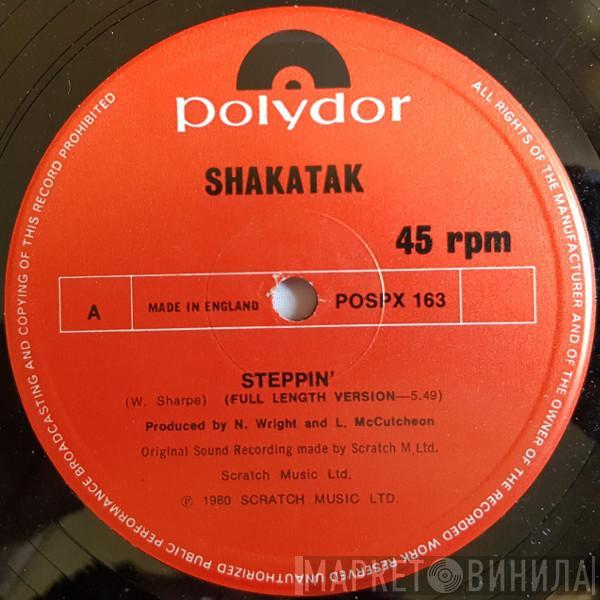 polydor
SHAKATAK
45 rpm
A
MADE IN ENGLAND
POSPX 163
STEPPIN'
(W. Sharpe) (FULL LENGTH VERSION—5.49)
Produced by N. Wright and L. McCutcheon
Original Sound Recording made by Scratch M. Ltd.
Scratch Music Ltd.
℗ 1980 SCRATCH MUSIC LTD.
ALL RIGHTS OF THE MANUFACTURER AND OF THE OWNER OF THE RECORDED WORK RESERVED UNAUTHORIZED PUBLIC PERFORMANCE BROADCASTING AND COPYING OF THIS RECORD PROHIBITED
МАРКЕТ ВИНИЛА